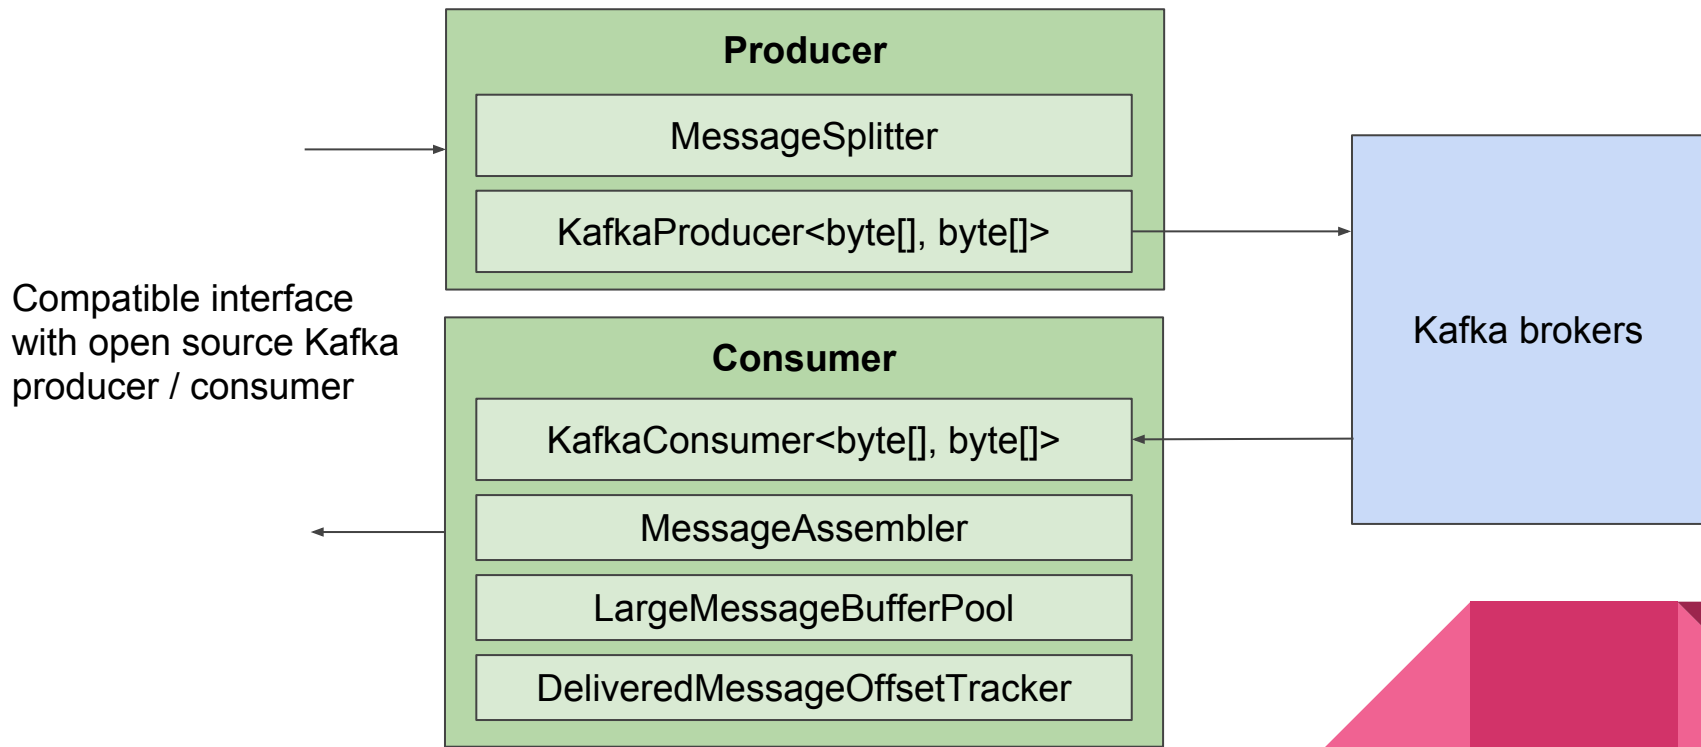 Producer
MessageSplitter
KafkaProducer<byte[], byte[]>
Compatible interface
with open source Kafka
producer / consumer
Consumer
KafkaConsumer<byte[], byte[]>
MessageAssembler
LargeMessageBufferPool
DeliveredMessageOffsetTracker
Kafka brokers